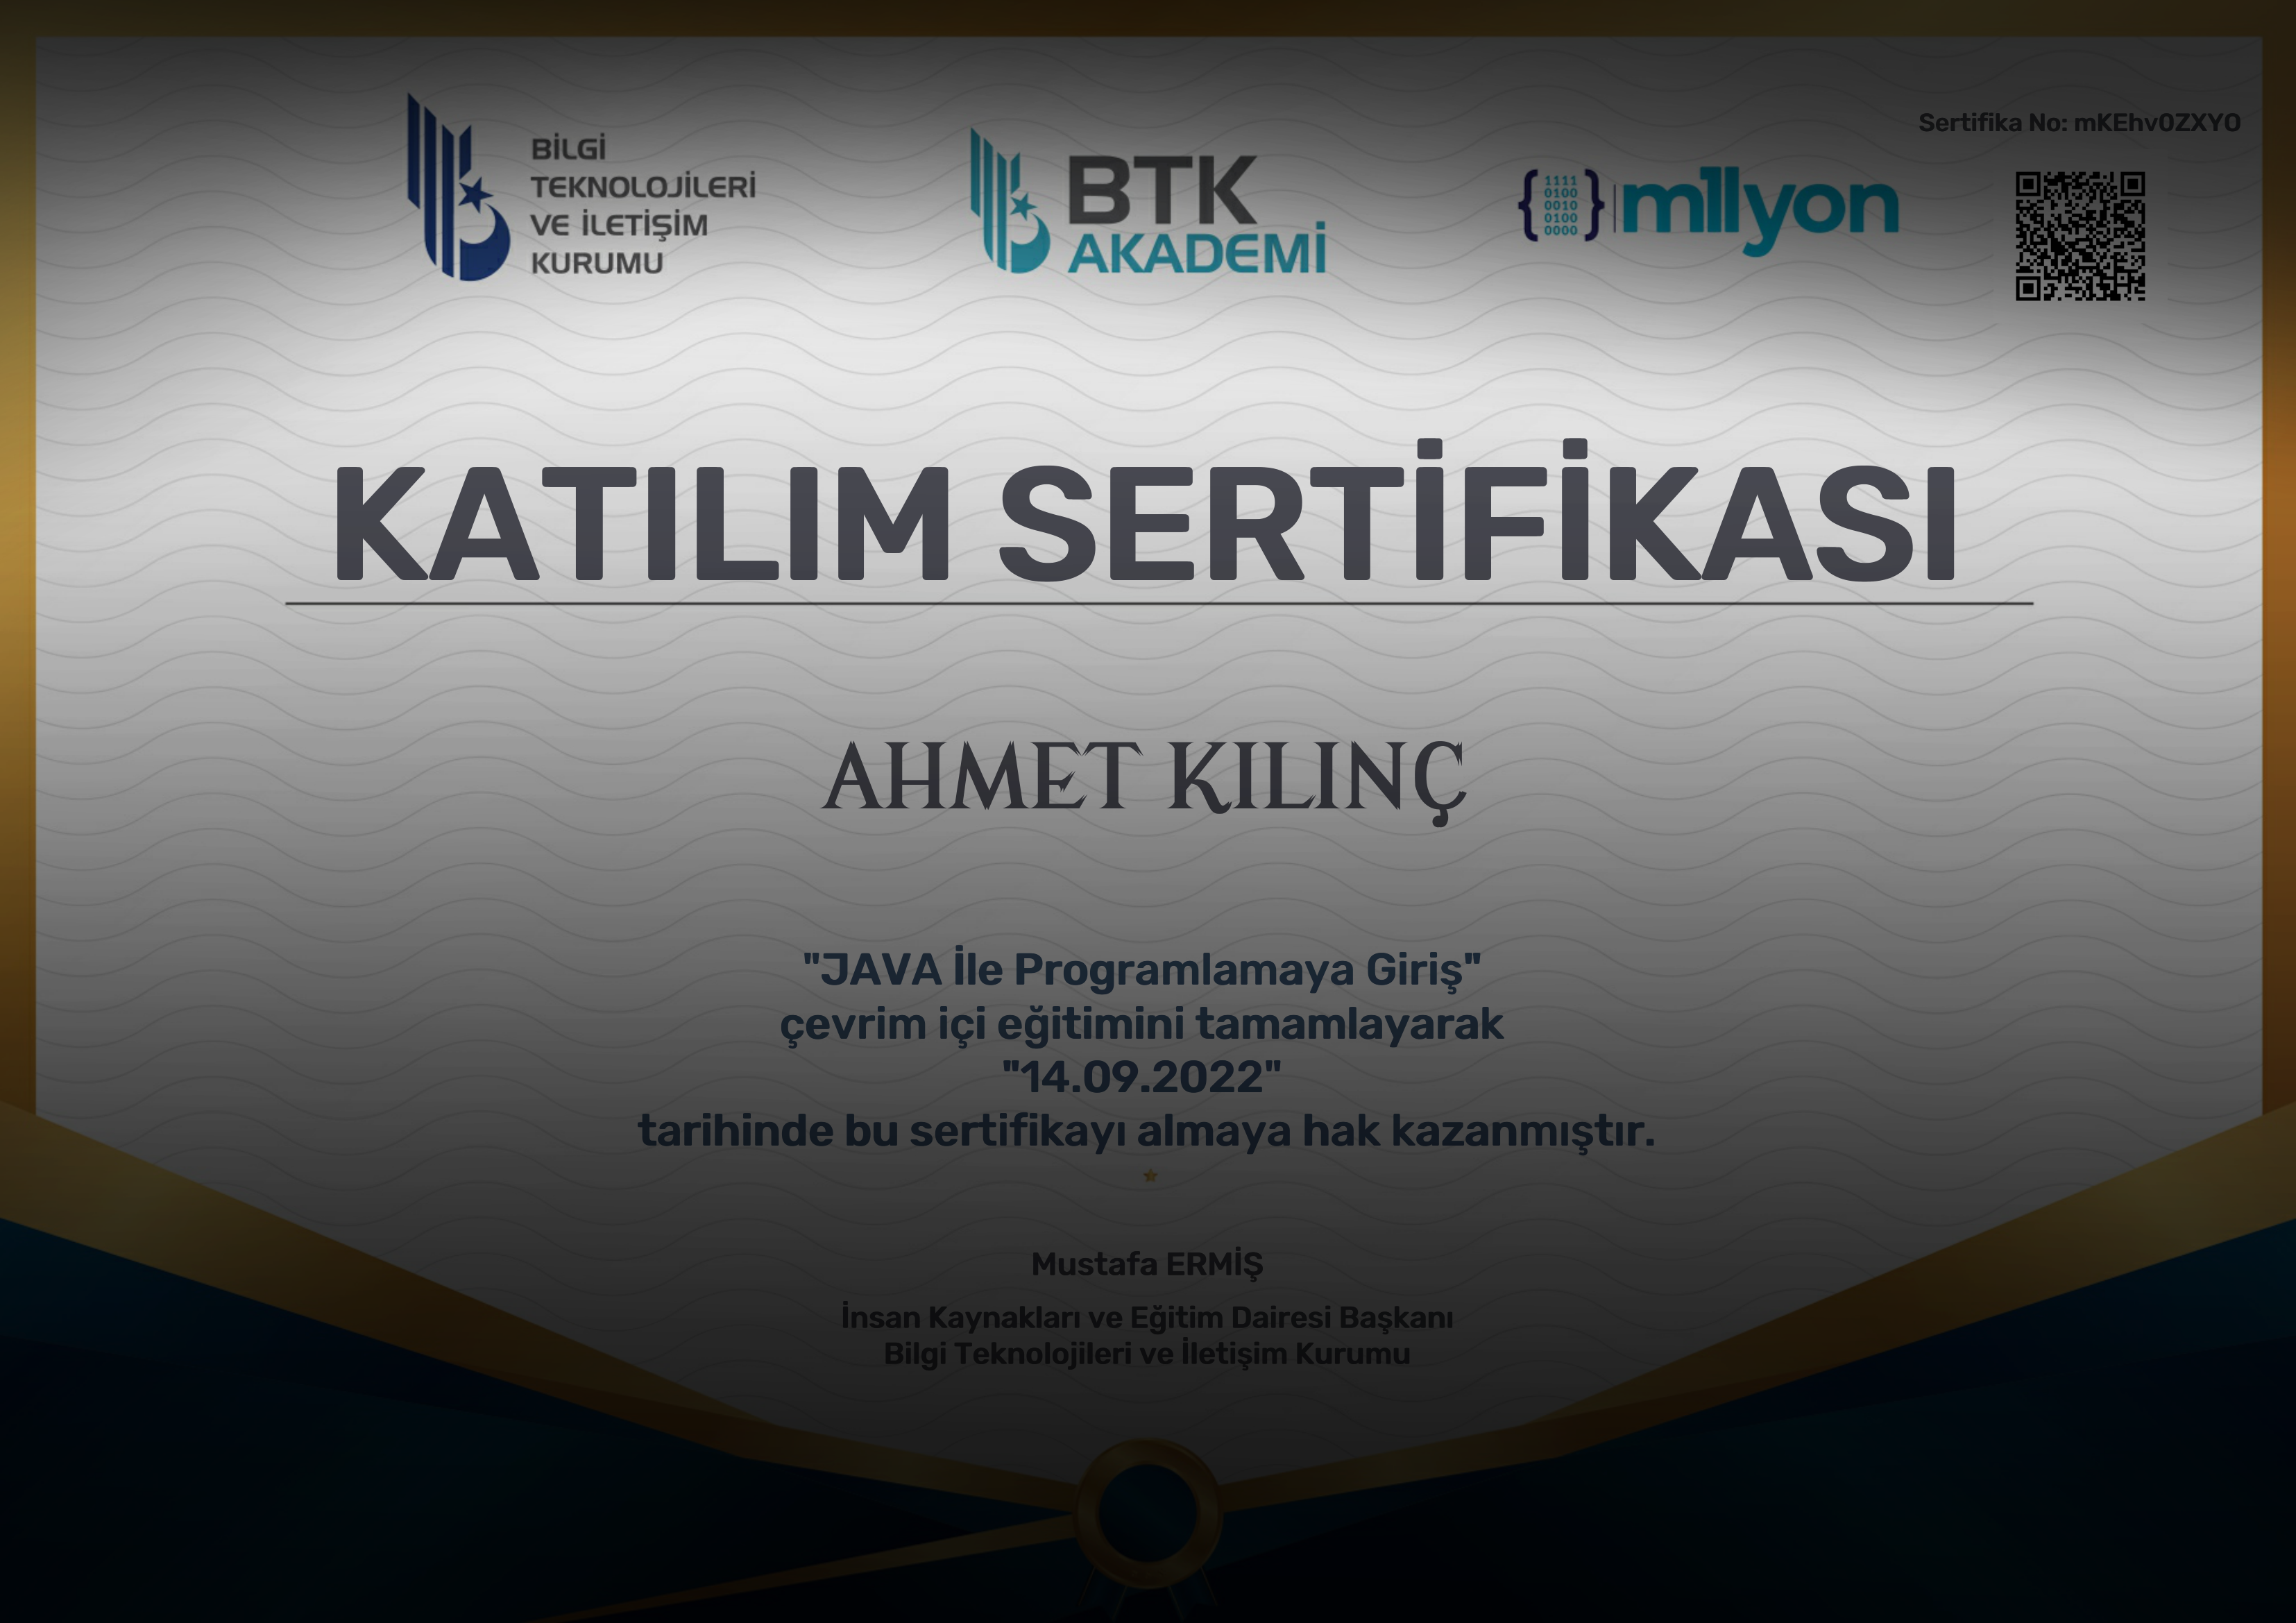 BİLGİ
TEKNOLOJİLERİ
VE İLETİŞİM
KURUMU
BTK
AKADEMİ
1111
0100
0010
0100
0000
m1lyon
Sertifika No: mKEhv0ZXYO
KATILIM SERTİFİKASI
AHMET KILINÇ
"JAVA İle Programlamaya Giriş"
çevrim içi eğitimini tamamlayarak
"14.09.2022"
tarihinde bu sertifikayı almaya hak kazanmıştır.
Mustafa ERMİŞ
İnsan Kaynakları ve Eğitim Dairesi Başkanı
Bilgi Teknolojileri ve İletişim Kurumu